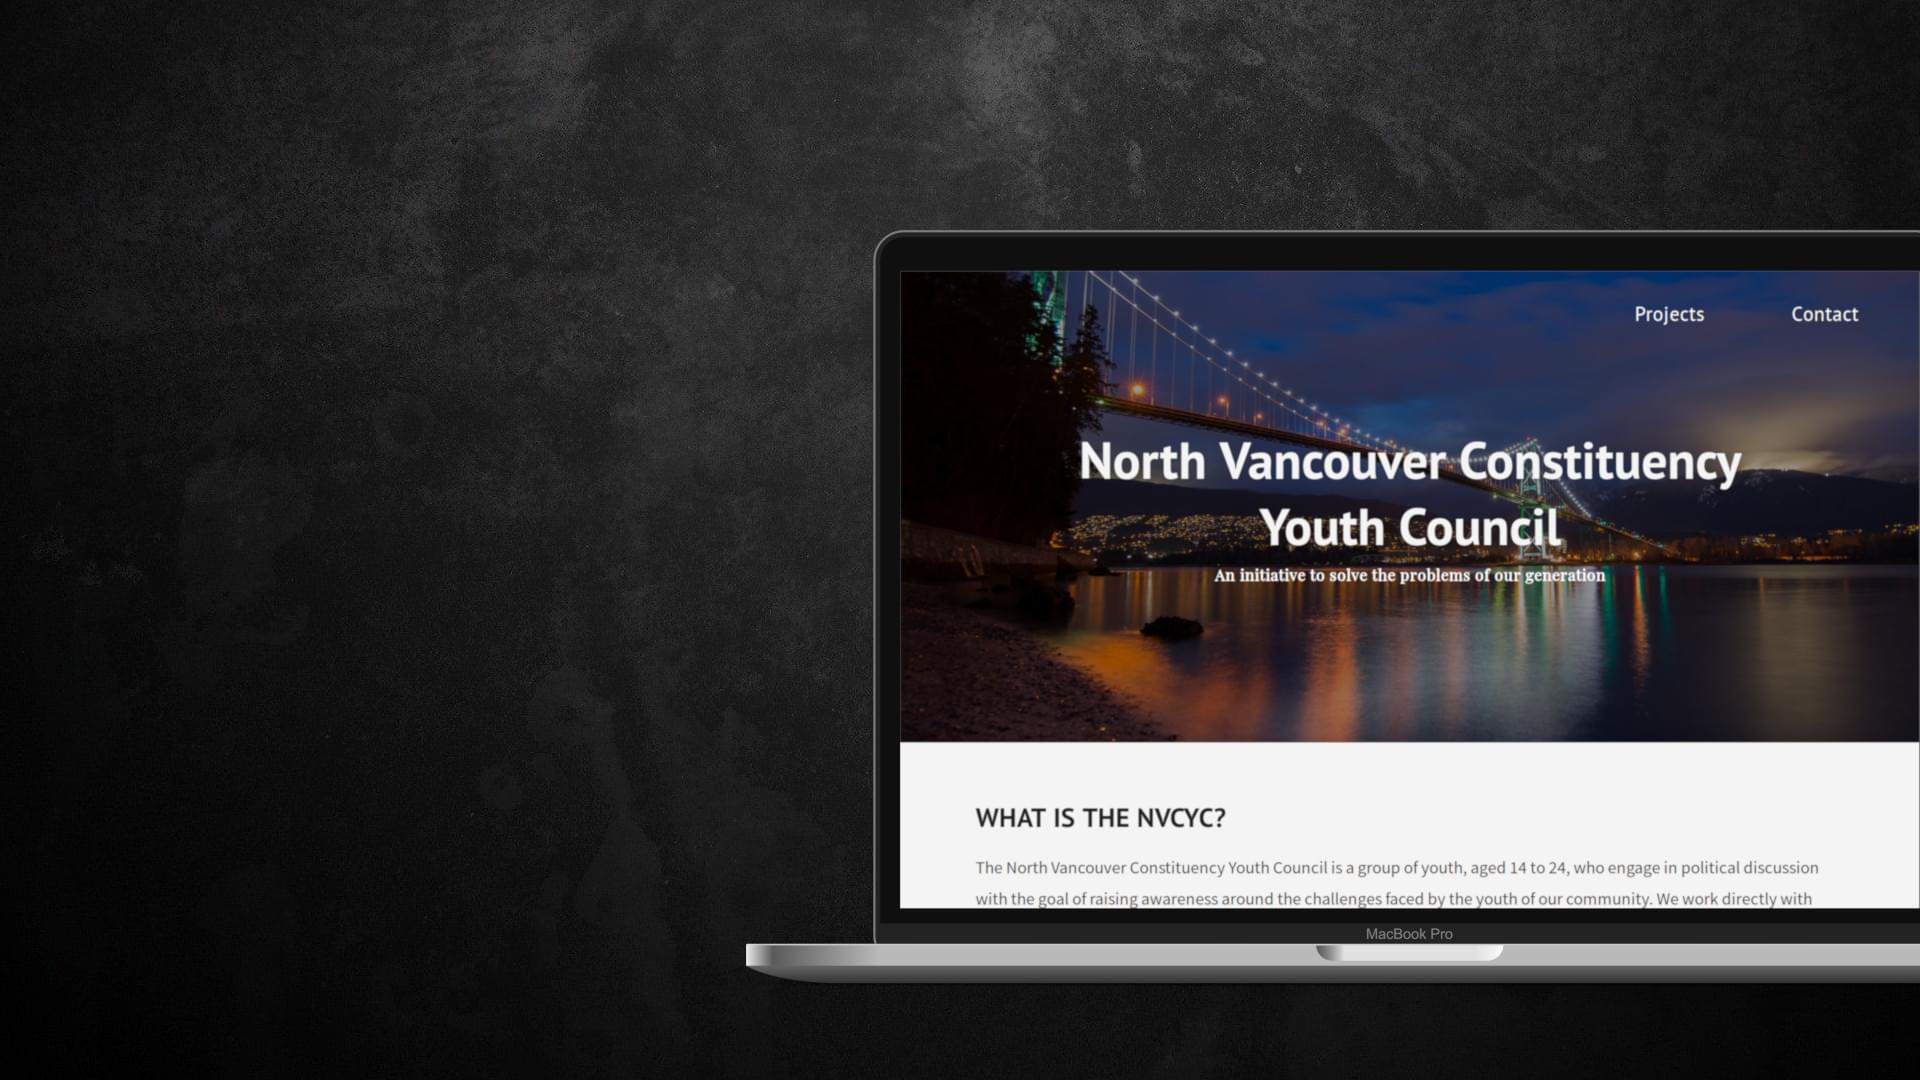 Projects Contact
North Vancouver Constituency
Youth Council
An initiative to solve the problems of our generation
WHAT IS THE NVCYC?
The North Vancouver Constituency Youth Council is a group of youth, aged 14 to 24, who engage in political discussion
with the goal of raising awareness around the challenges faced by the youth of our community. We work directly with
MacBook Pro